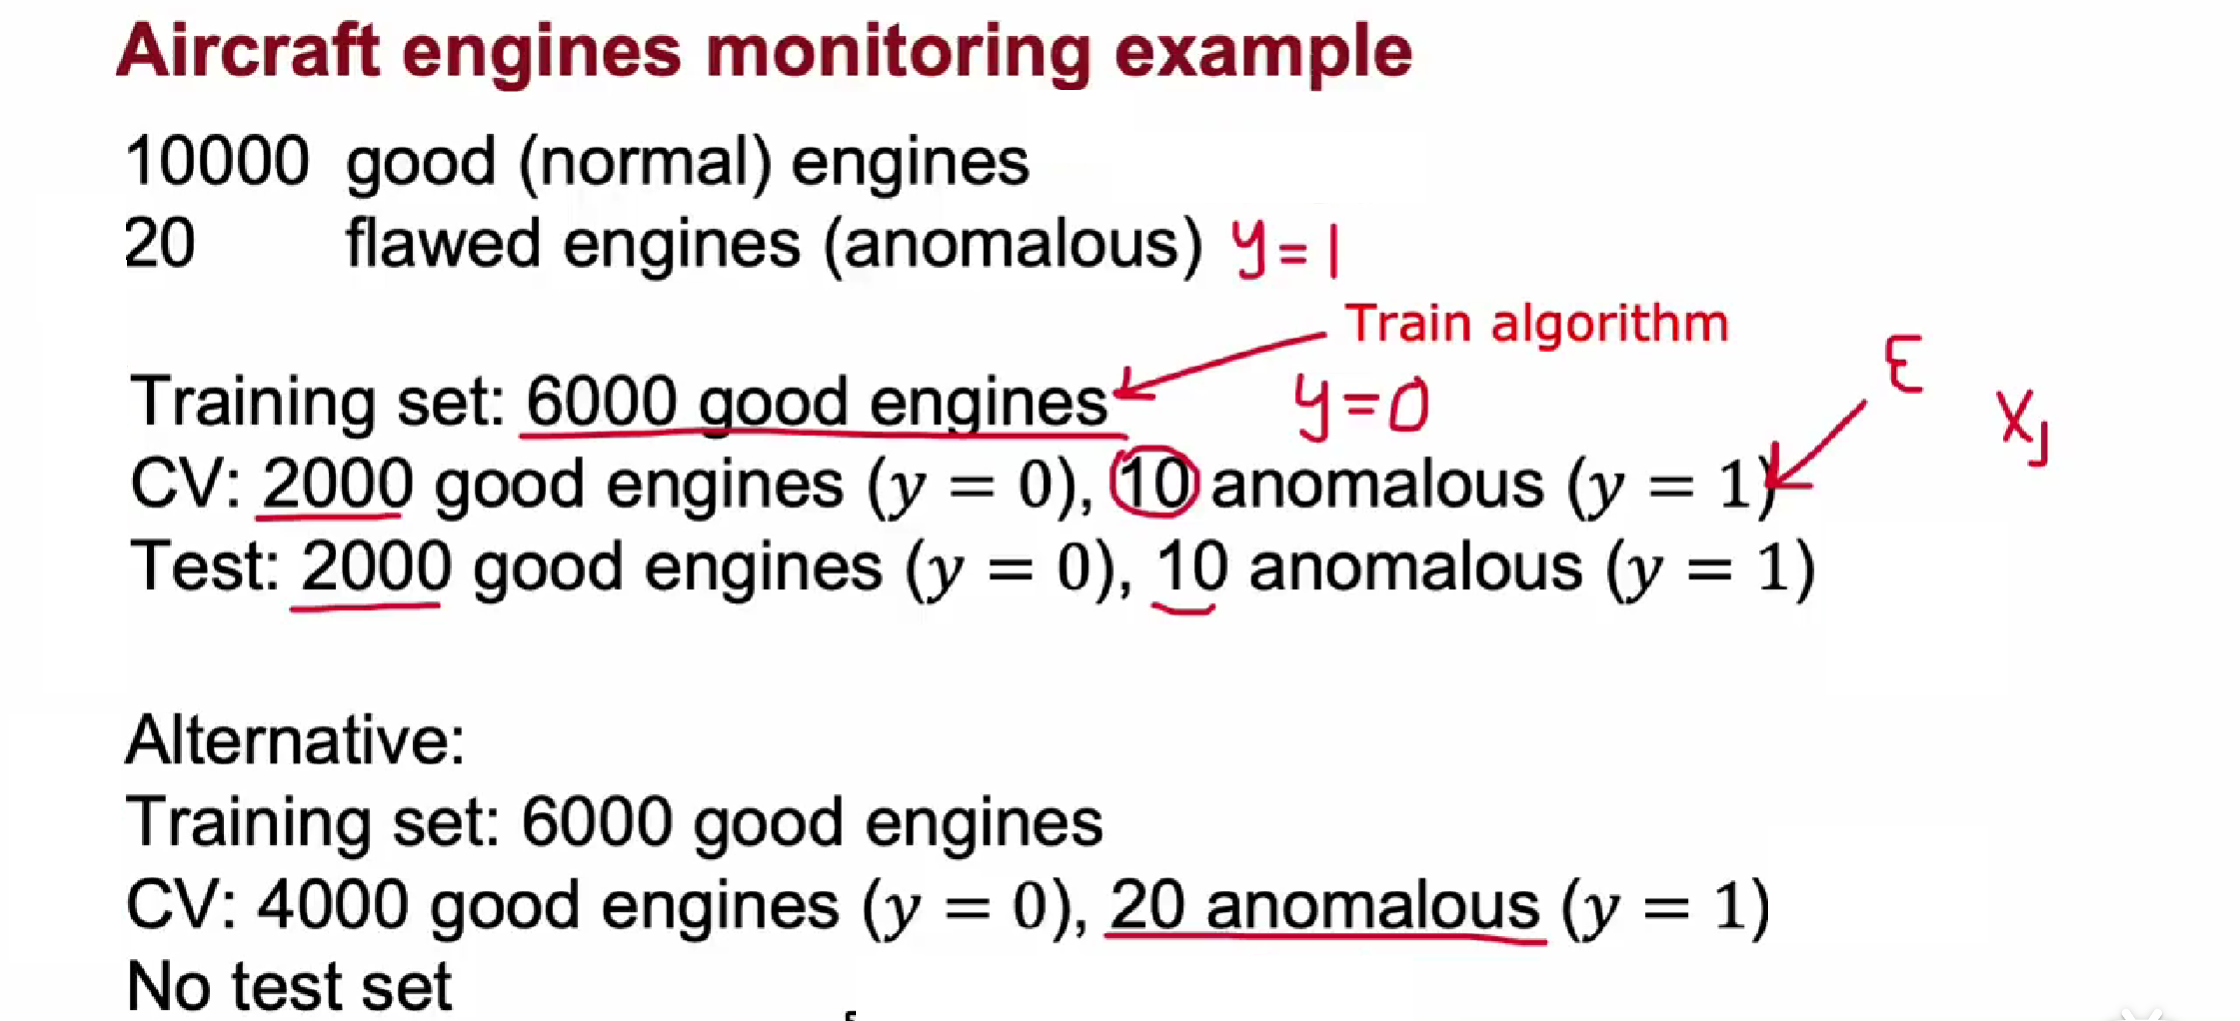 Aircraft engines monitoring example
10000 good (normal) engines
20 flawed engines (anomalous) y=1
Train algorithm
Training set: 6000 good engines y=0
ε
xj
CV: 2000 good engines (y = 0), 10 anomalous (y = 1)
Test: 2000 good engines (y = 0), 10 anomalous (y = 1)
Alternative:
Training set: 6000 good engines
CV: 4000 good engines (y = 0), 20 anomalous (y = 1)
No test set